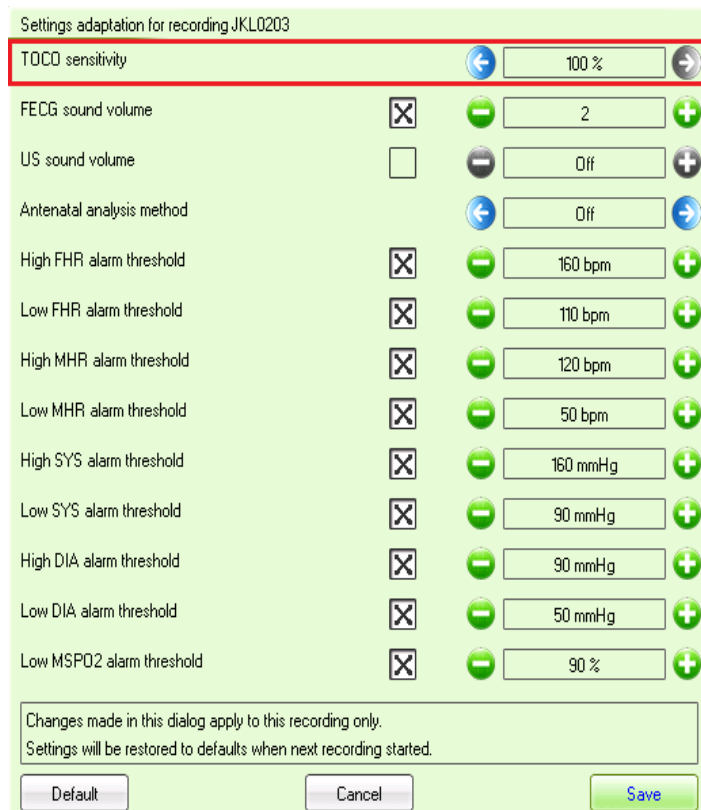 Settings adaptation for recording JKL0203
TOCO sensitivity 100 %
FECG sound volume 2
US sound volume Off
Antenatal analysis method Off
High FHR alarm threshold 160 bpm
Low FHR alarm threshold 110 bpm
High MHR alarm threshold 120 bpm
Low MHR alarm threshold 50 bpm
High SYS alarm threshold 160 mmHg
Low SYS alarm threshold 90 mmHg
High DIA alarm threshold 90 mmHg
Low DIA alarm threshold 50 mmHg
Low MSPO2 alarm threshold 90 %
Changes made in this dialog apply to this recording only.
Settings will be restored to defaults when next recording started.
Default Cancel Save